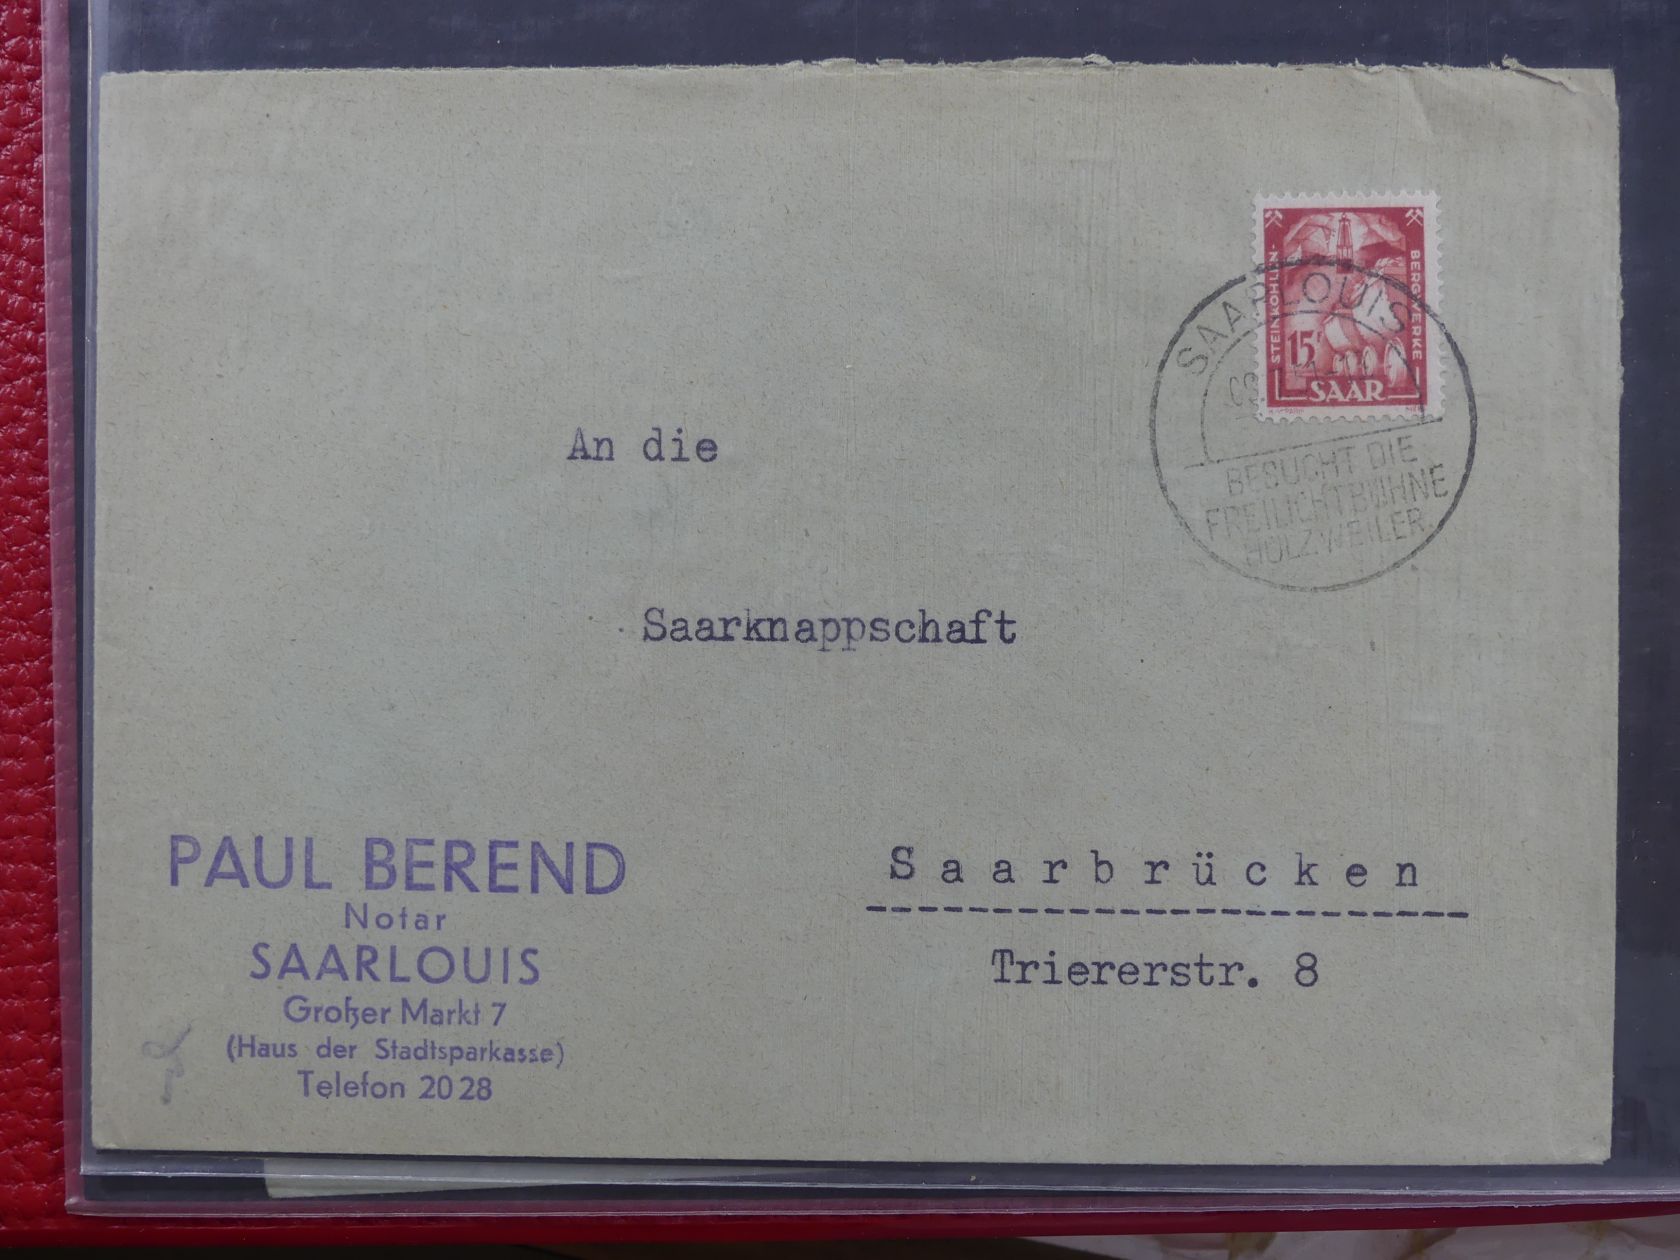 STEINKOHLEN-
BERGWERKE
15F
SAAR
SAARLOUIS
BESUCHT DIE
FREILICHTBÜHNE
HOLZWEILER
An die
Saarknappschaft
Saarbrücken
Triererstr. 8
PAUL BEREND
Notar
SAARLOUIS
Großer Markt 7
(Haus der Stadtsparkasse)
Telefon 2028